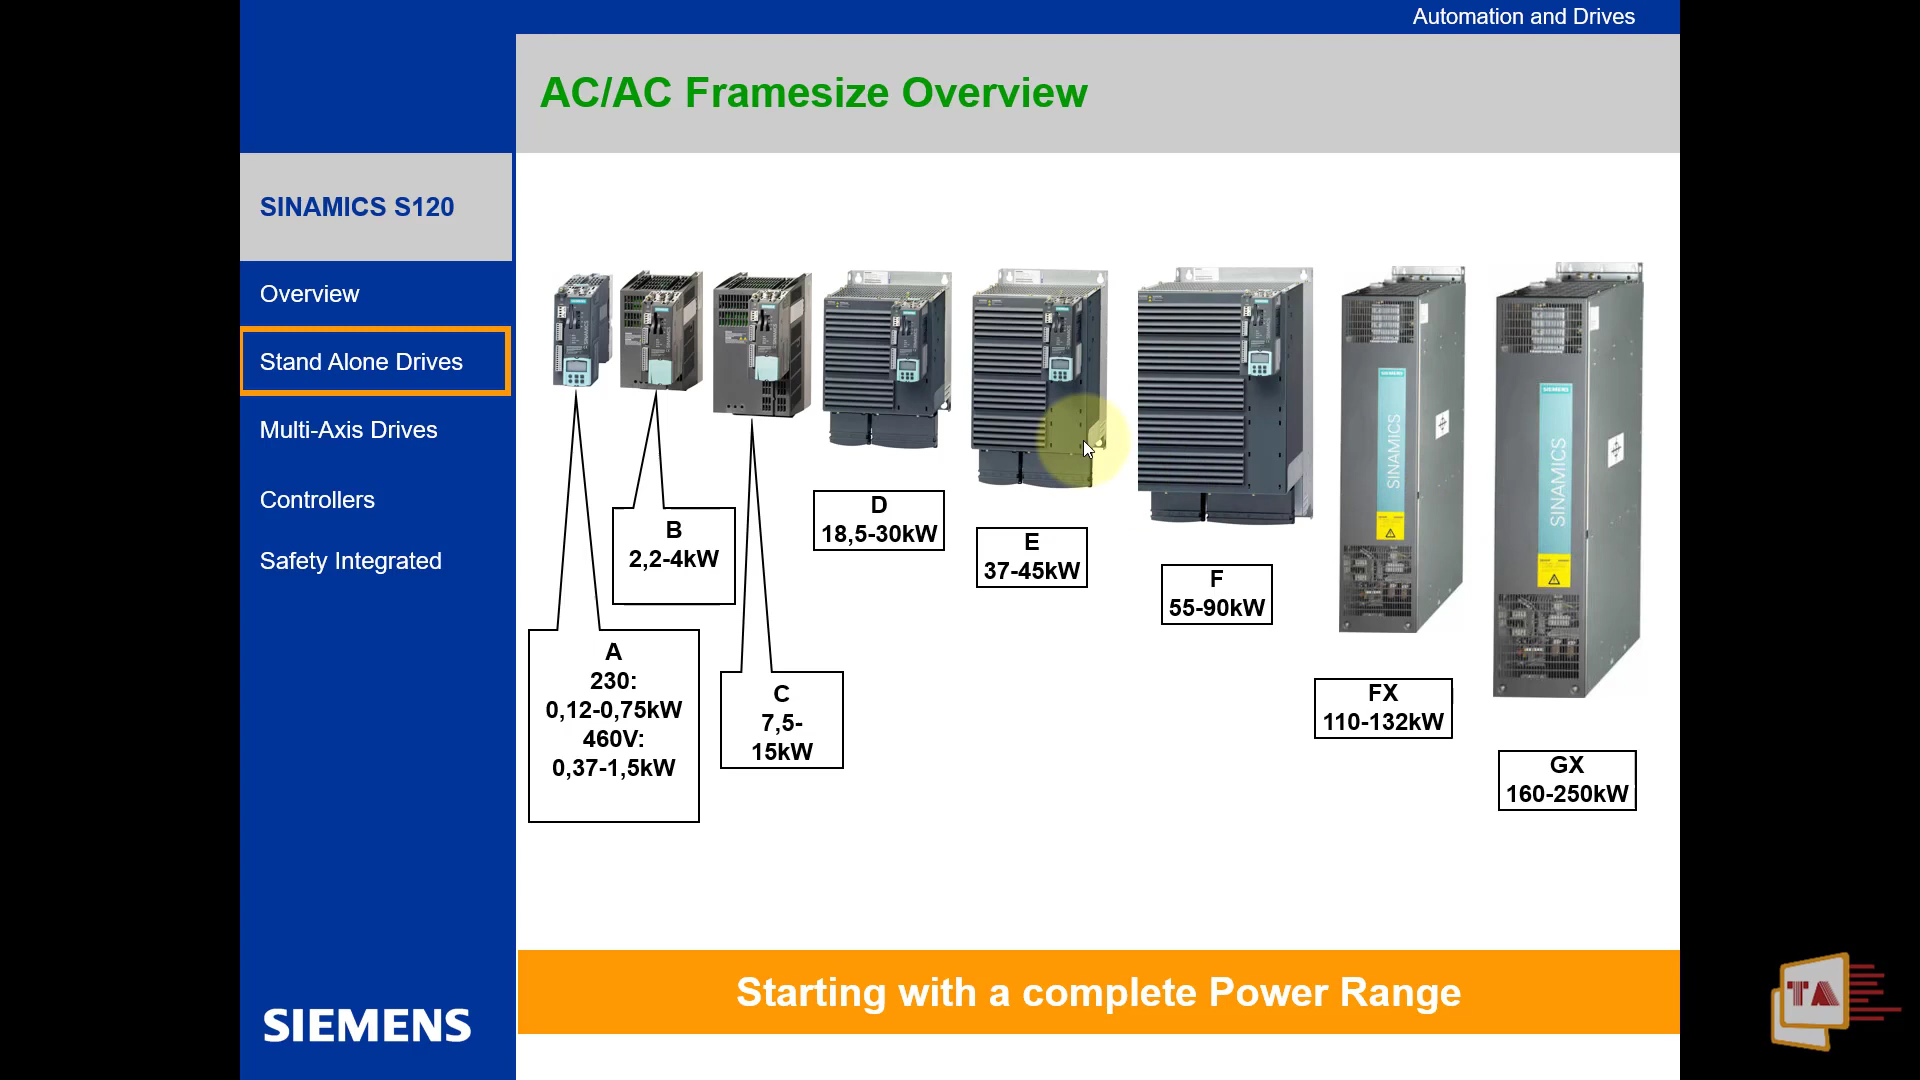 Automation and Drives
AC/AC Framesize Overview
SINAMICS S120
Overview
Stand Alone Drives
Multi-Axis Drives
Controllers
Safety Integrated
SIEMENS
A
230:
0,12-0,75kW
460V:
0,37-1,5kW
B
2,2-4kW
C
7,5-
15kW
D
18,5-30kW
E
37-45kW
F
55-90kW
SIEMENS
SINAMICS
FX
110-132kW
SIEMENS
SINAMICS
GX
160-250kW
Starting with a complete Power Range
TA